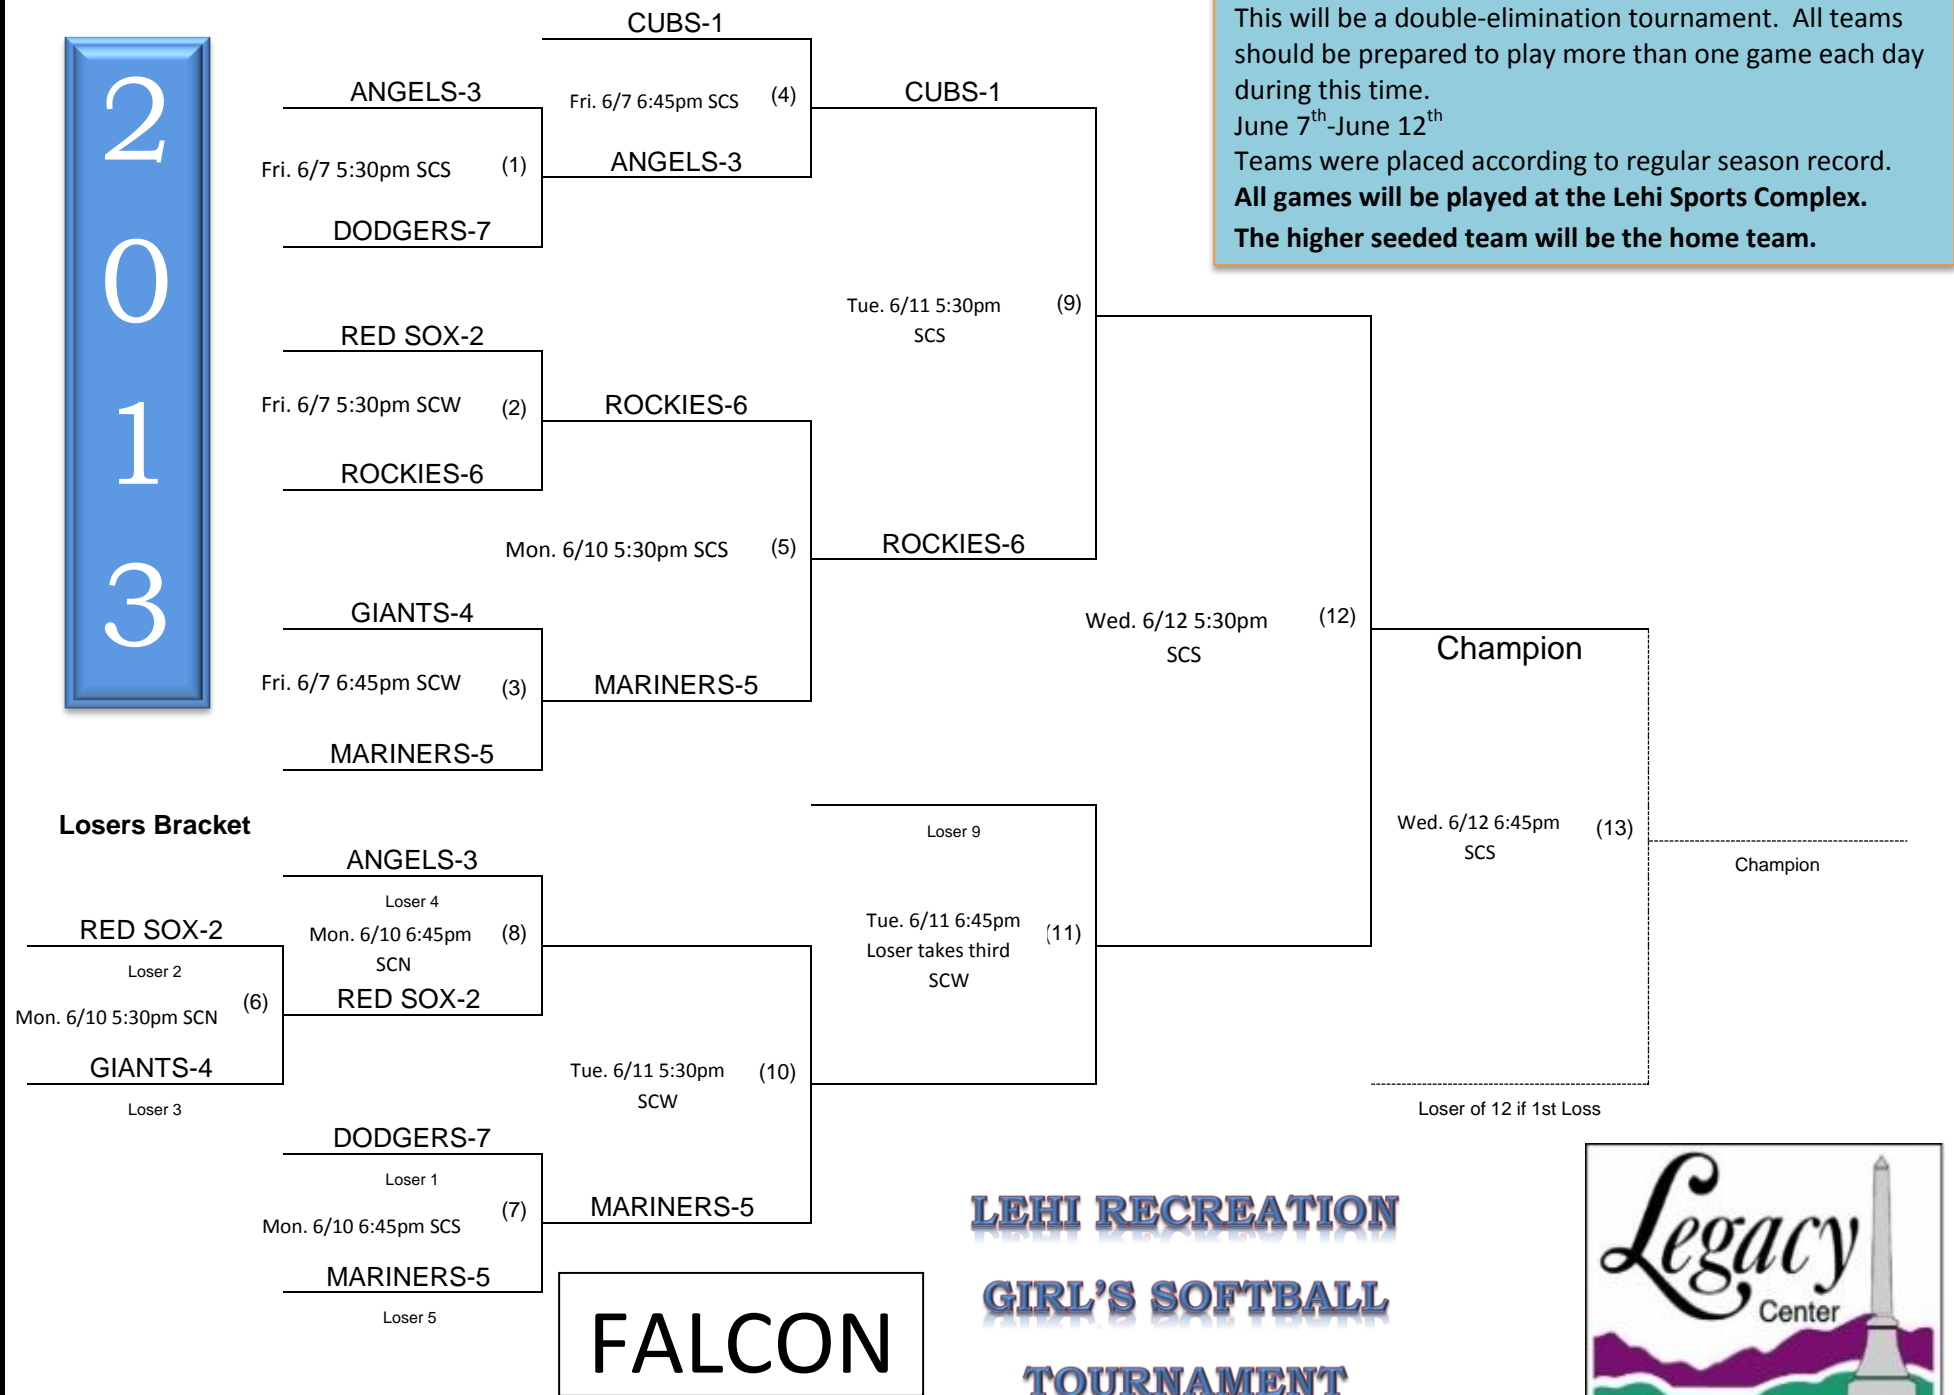 This will be a double-elimination tournament. All teams
should be prepared to play more than one game each day
during this time.
June 7th-June 12th
Teams were placed according to regular season record.
All games will be played at the Lehi Sports Complex.
The higher seeded team will be the home team.
2
0
1
3
CUBS-1
ANGELS-3
Fri. 6/7 6:45pm SCS (4)
CUBS-1
Fri. 6/7 5:30pm SCS (1)
ANGELS-3
DODGERS-7
Tue. 6/11 5:30pm (9)
SCS
RED SOX-2
Fri. 6/7 5:30pm SCW (2)
ROCKIES-6
ROCKIES-6
Mon. 6/10 5:30pm SCS (5)
ROCKIES-6
GIANTS-4
Fri. 6/7 6:45pm SCW (3)
MARINERS-5
MARINERS-5
Wed. 6/12 5:30pm (12)
SCS
Champion
Wed. 6/12 6:45pm (13)
SCS
Champion
Loser of 12 if 1st Loss
Losers Bracket
Loser 9
ANGELS-3
Loser 4
RED SOX-2
Mon. 6/10 6:45pm (8)
SCN
Loser 2
RED SOX-2
Mon. 6/10 5:30pm SCN (6)
GIANTS-4
Loser 3
Tue. 6/11 6:45pm (11)
Loser takes third
SCW
Tue. 6/11 5:30pm (10)
SCW
DODGERS-7
Loser 1
Mon. 6/10 6:45pm SCS (7)
MARINERS-5
MARINERS-5
Loser 5
FALCON
LEHI RECREATION
GIRL'S SOFTBALL
TOURNAMENT
Legacy
Center